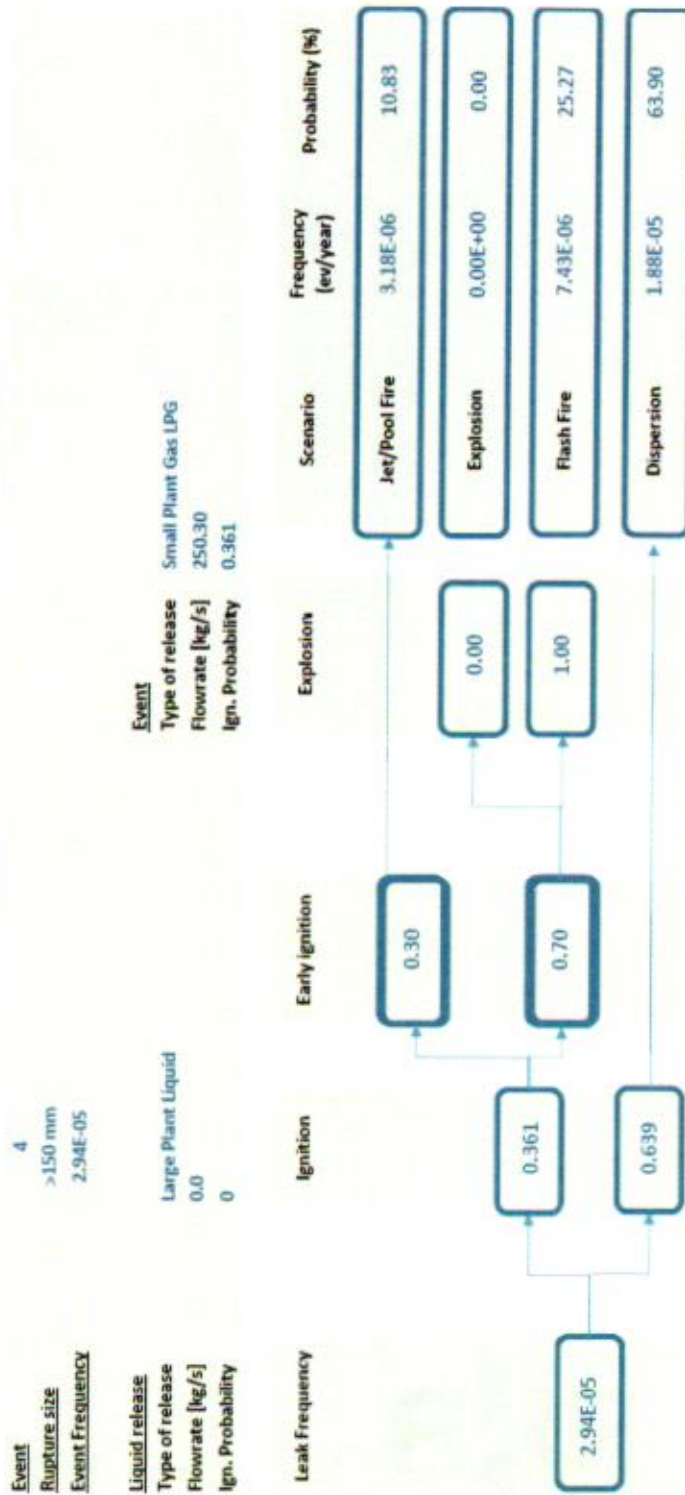 Event 4
Rupture size >150 mm
Event Frequency 2.94E-05
Liquid release
Type of release Large Plant Liquid
Flowrate [kg/s] 0.0
Ign. Probability 0
Event
Type of release Small Plant Gas LPG
Flowrate [kg/s] 250.30
Ign. Probability 0.361
Leak Frequency Ignition Early ignition Explosion Scenario Frequency (ev/year) Probability (%)
0.30 Jet/Pool Fire 3.18E-06 10.83
0.361 0.00 Explosion 0.00E+00 0.00
2.94E-05 0.70 1.00 Flash Fire 7.43E-06 25.27
0.639 Dispersion 1.88E-05 63.90